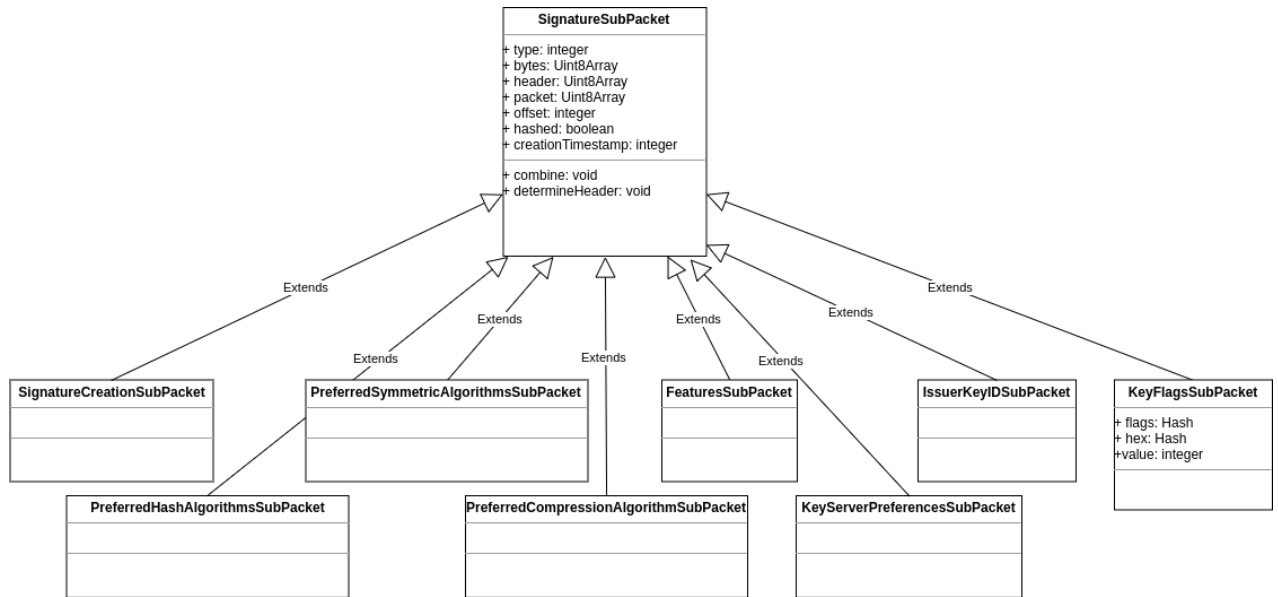 SignatureSubPacket
+ type: integer
+ bytes: Uint8Array
+ header: Uint8Array
+ packet: Uint8Array
+ offset: integer
+ hashed: boolean
+ creationTimestamp: integer
+ combine: void
+ determineHeader: void
Extends
Extends
Extends
Extends
Extends
Extends
Extends
Extends
SignatureCreationSubPacket
PreferredSymmetricAlgorithmsSubPacket
FeaturesSubPacket
IssuerKeyIDSubPacket
KeyFlagsSubPacket
+ flags: Hash
+ hex: Hash
+value: integer
PreferredHashAlgorithmsSubPacket
PreferredCompressionAlgorithmSubPacket
KeyServerPreferencesSubPacket